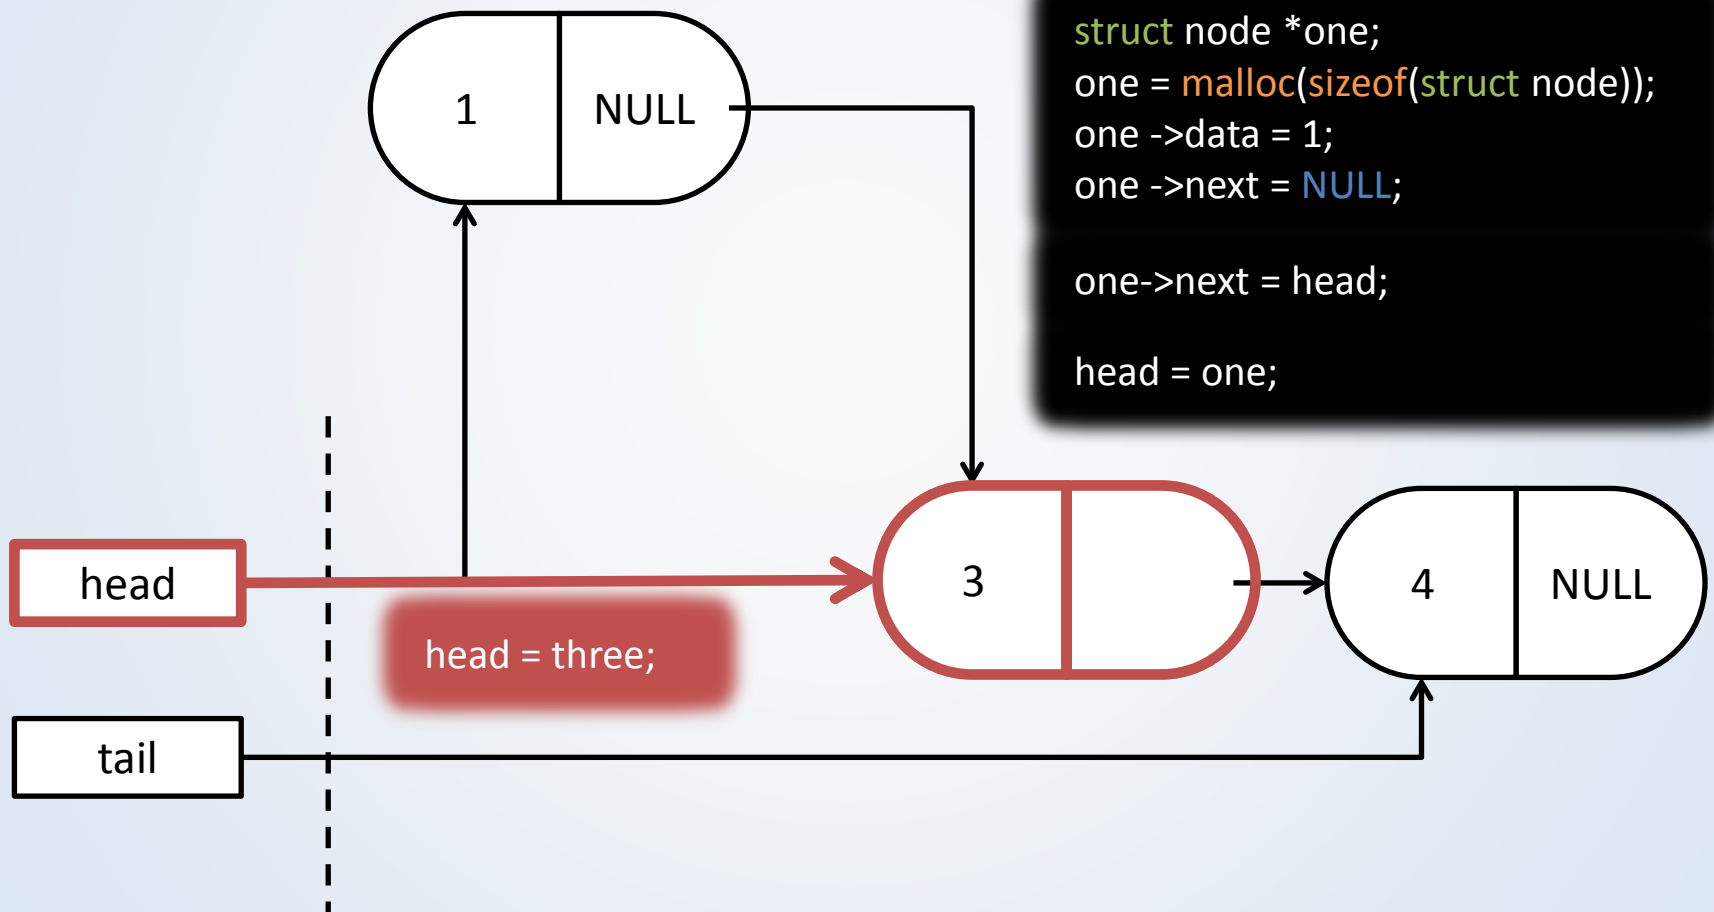 struct node *one;
one = malloc(sizeof(struct node));
one ->data = 1;
one ->next = NULL;
one->next = head;
head = one;
1 NULL
head
head = three;
3
4 NULL
tail